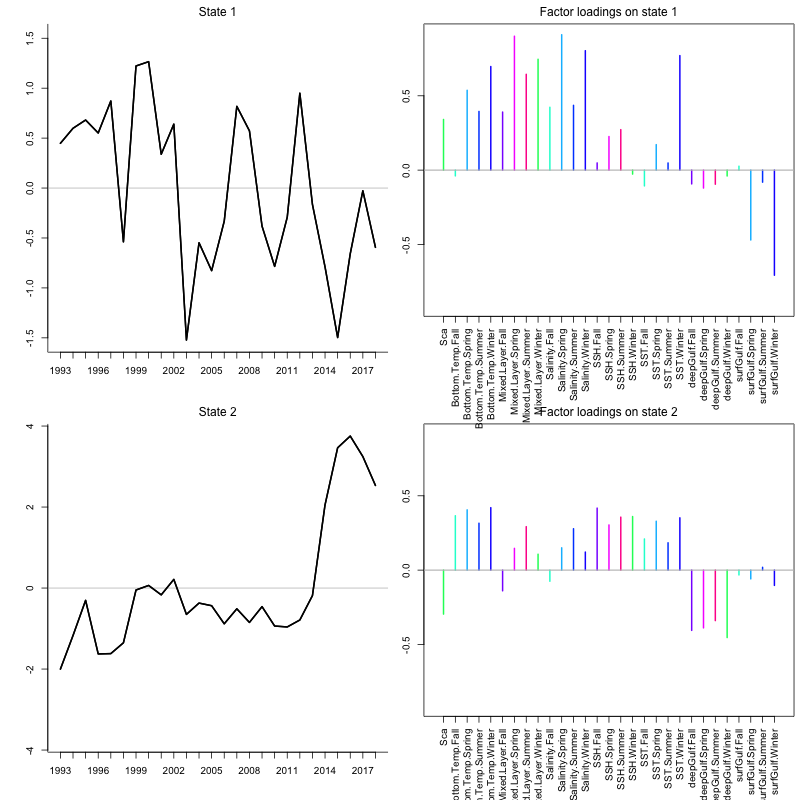 State 1
1.5
1.0
0.5
0.0
-0.5
-1.0
-1.5
1993 1996 1999 2002 2005 2008 2011 2014 2017
Factor loadings on state 1
0.5
0.0
-0.5
Sca
Bottom.Temp.Fall
Bottom.Temp.Spring
Bottom.Temp.Summer
Bottom.Temp.Winter
Mixed.Layer.Fall
Mixed.Layer.Spring
Mixed.Layer.Summer
Mixed.Layer.Winter
Salinity.Fall
Salinity.Spring
Salinity.Summer
Salinity.Winter
SSH.Fall
SSH.Spring
SSH.Summer
SSH.Winter
SST.Fall
SST.Spring
SST.Summer
SST.Winter
deepGulf.Fall
deepGulf.Spring
deepGulf.Summer
deepGulf.Winter
surfGulf.Fall
surfGulf.Spring
surfGulf.Summer
surfGulf.Winter
State 2
4
2
0
-2
-4
1993 1996 1999 2002 2005 2008 2011 2014 2017
Factor loadings on state 2
0.5
0.0
-0.5
Sca
ottom.Temp.Fall
om.Temp.Spring
m.Temp.Summer
om.Temp.Winter
Mixed.Layer.Fall
xed.Layer.Spring
d.Layer.Summer
ed.Layer.Winter
Salinity.Fall
Salinity.Spring
Salinity.Summer
Salinity.Winter
SSH.Fall
SSH.Spring
SSH.Summer
SSH.Winter
SST.Fall
SST.Spring
SST.Summer
SST.Winter
deepGulf.Fall
deepGulf.Spring
eepGulf.Summer
deepGulf.Winter
surfGulf.Fall
surfGulf.Spring
urfGulf.Summer
surfGulf.Winter